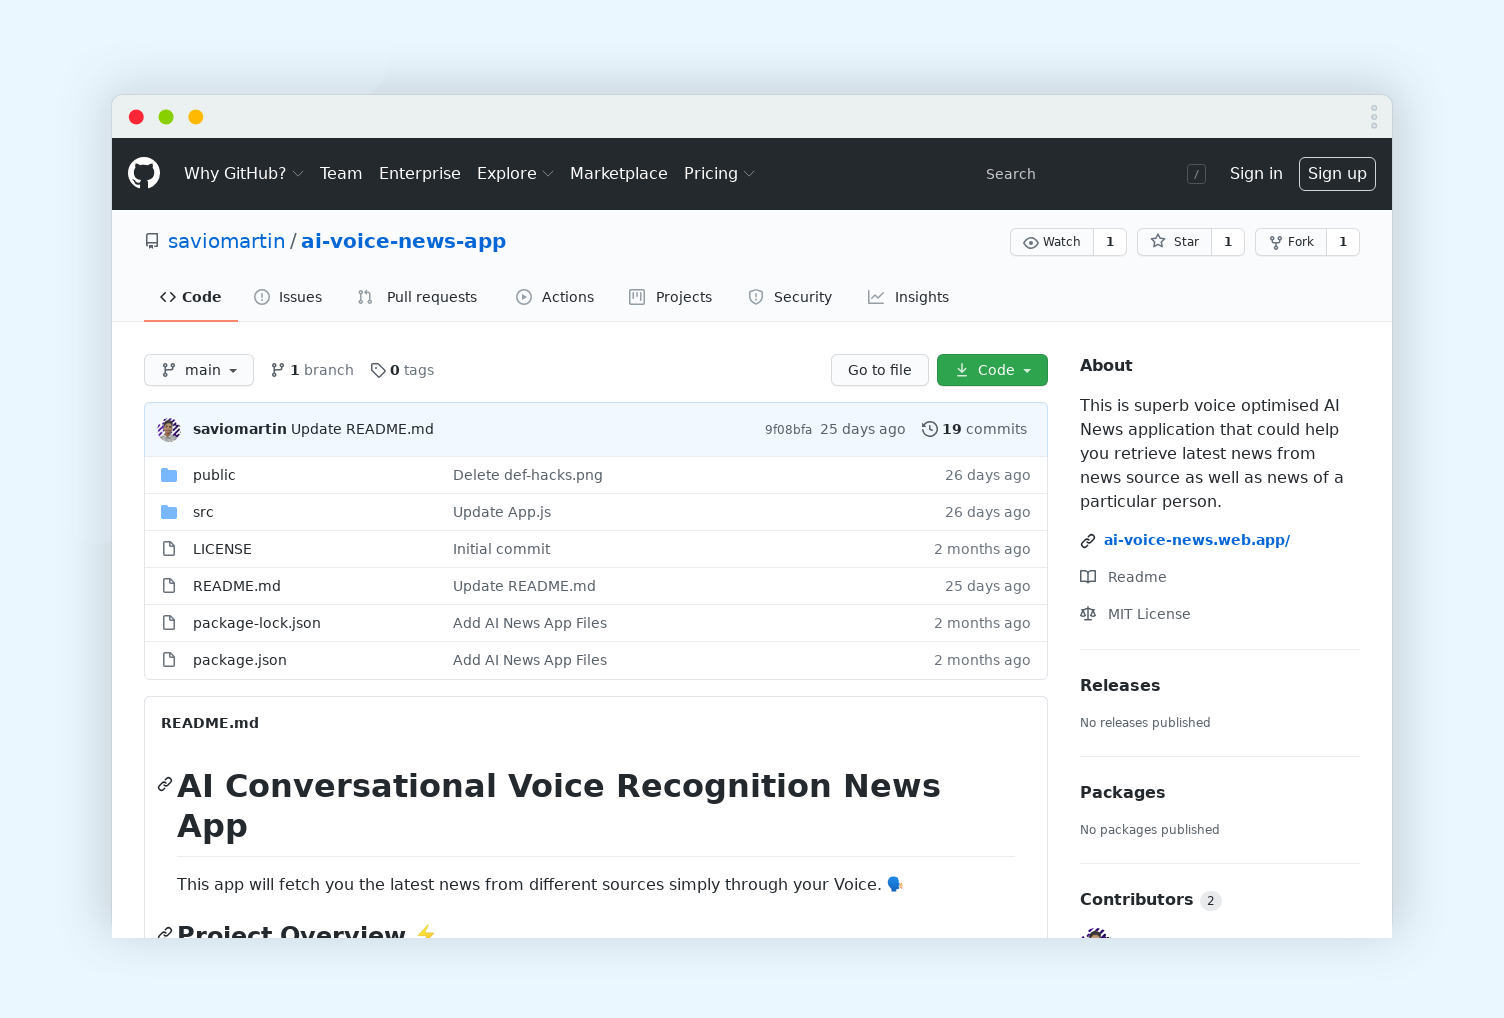 Why GitHub? Team Enterprise Explore Marketplace Pricing Search / Sign in Sign up
saviomartin / ai-voice-news-app Watch 1 Star 1 Fork 1
Code Issues Pull requests Actions Projects Security Insights
main 1 branch 0 tags Go to file Code
saviomartin Update README.md 9f08bfa 25 days ago 19 commits
public Delete def-hacks.png 26 days ago
src Update App.js 26 days ago
LICENSE Initial commit 2 months ago
README.md Update README.md 25 days ago
package-lock.json Add AI News App Files 2 months ago
package.json Add AI News App Files 2 months ago
README.md
AI Conversational Voice Recognition News
App
This app will fetch you the latest news from different sources simply through your Voice. 🗣️
Project Overview ⚡
About
This is superb voice optimised AI
News application that could help
you retrieve latest news from
news source as well as news of a
particular person.
ai-voice-news.web.app/
Readme
MIT License
Releases
No releases published
Packages
No packages published
Contributors 2